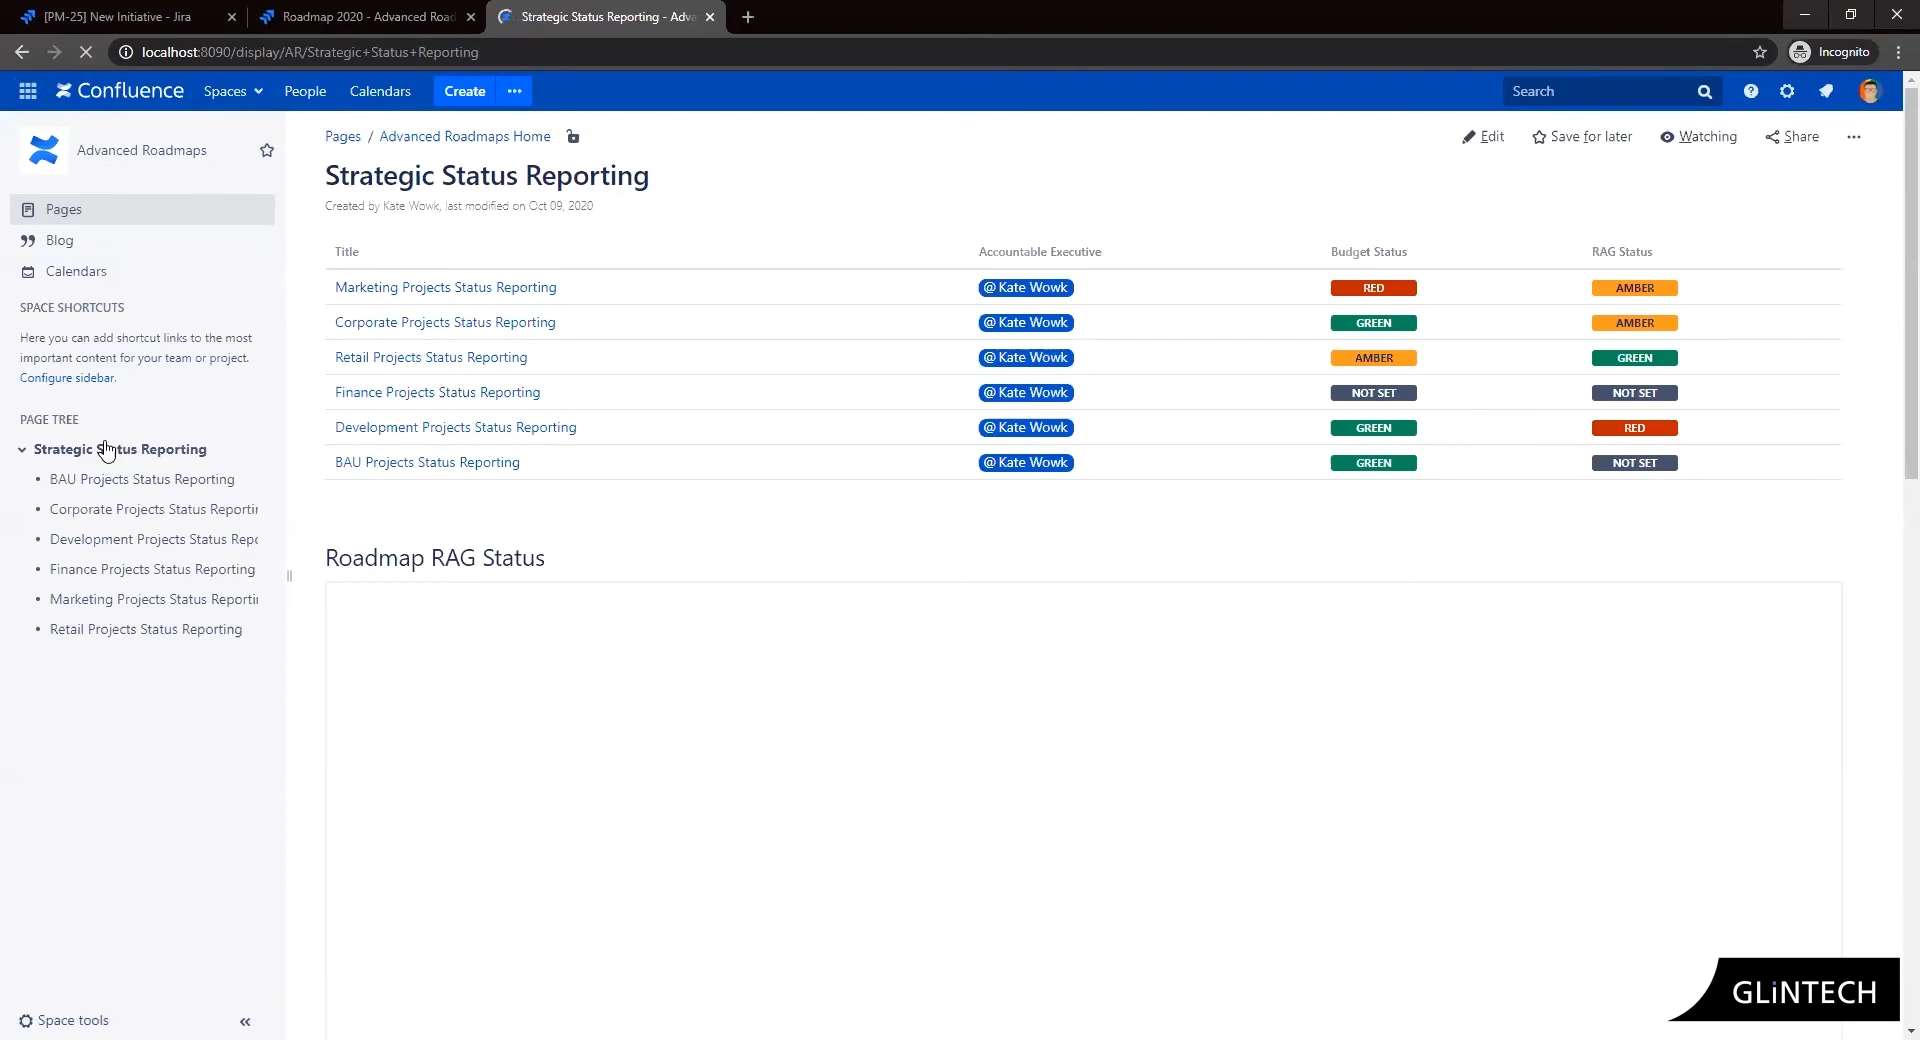 [PM-25] New Initiative - Jira
Roadmap 2020 - Advanced Road
Strategic Status Reporting - Adva
localhost:8090/display/AR/Strategic+Status+Reporting
Incognito
Confluence
Spaces
People
Calendars
Create
Search
Advanced Roadmaps
Pages / Advanced Roadmaps Home
Edit
Save for later
Watching
Share
Strategic Status Reporting
Created by Kate Wowk, last modified on Oct 09, 2020
Pages
Blog
Calendars
SPACE SHORTCUTS
Here you can add shortcut links to the most
important content for your team or project.
Configure sidebar.
PAGE TREE
Strategic Status Reporting
BAU Projects Status Reporting
Corporate Projects Status Reportin
Development Projects Status Repo
Finance Projects Status Reporting
Marketing Projects Status Reportin
Retail Projects Status Reporting
Space tools
Title Accountable Executive Budget Status RAG Status
Marketing Projects Status Reporting @ Kate Wowk RED AMBER
Corporate Projects Status Reporting @ Kate Wowk GREEN AMBER
Retail Projects Status Reporting @ Kate Wowk AMBER GREEN
Finance Projects Status Reporting @ Kate Wowk NOT SET NOT SET
Development Projects Status Reporting @ Kate Wowk GREEN RED
BAU Projects Status Reporting @ Kate Wowk GREEN NOT SET
Roadmap RAG Status
GLiNTECH